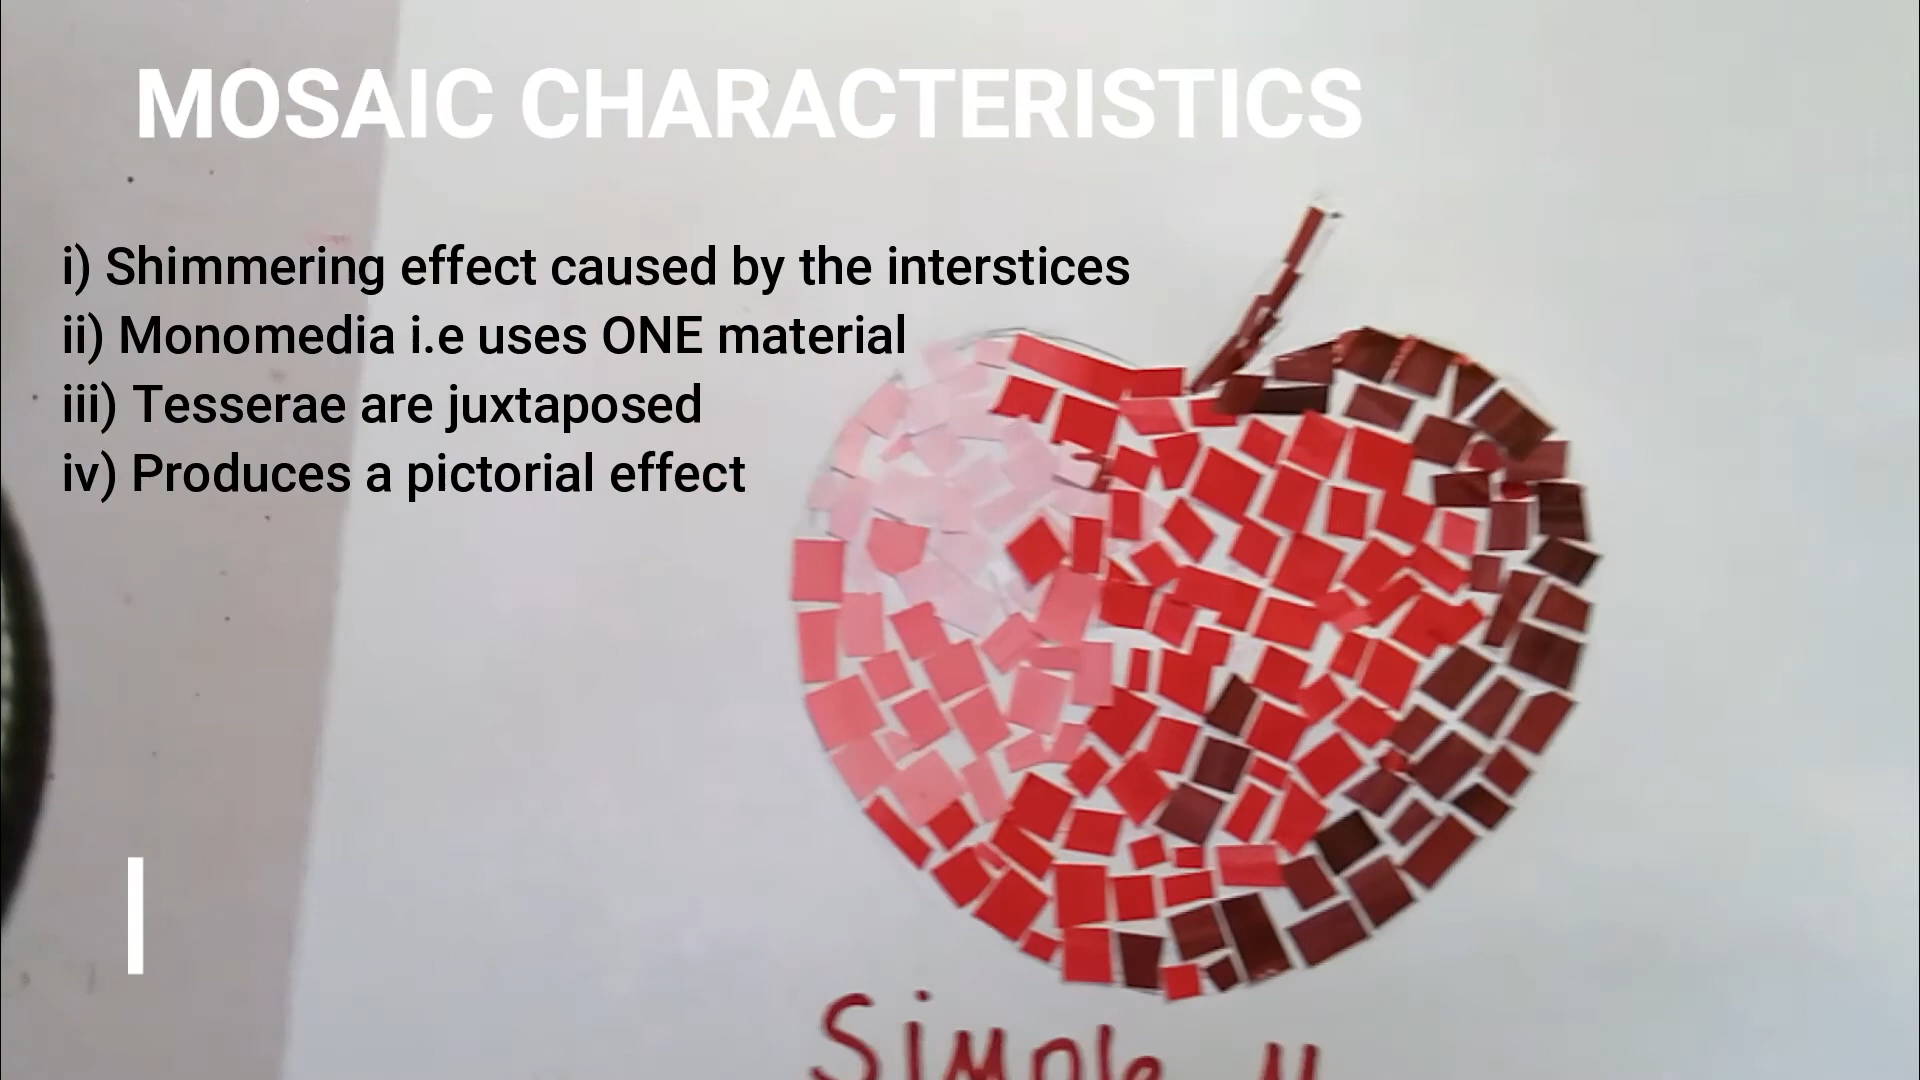 MOSAIC CHARACTERISTICS
i) Shimmering effect caused by the interstices
ii) Monomedia i.e uses ONE material
iii) Tesserae are juxtaposed
iv) Produces a pictorial effect
Simple